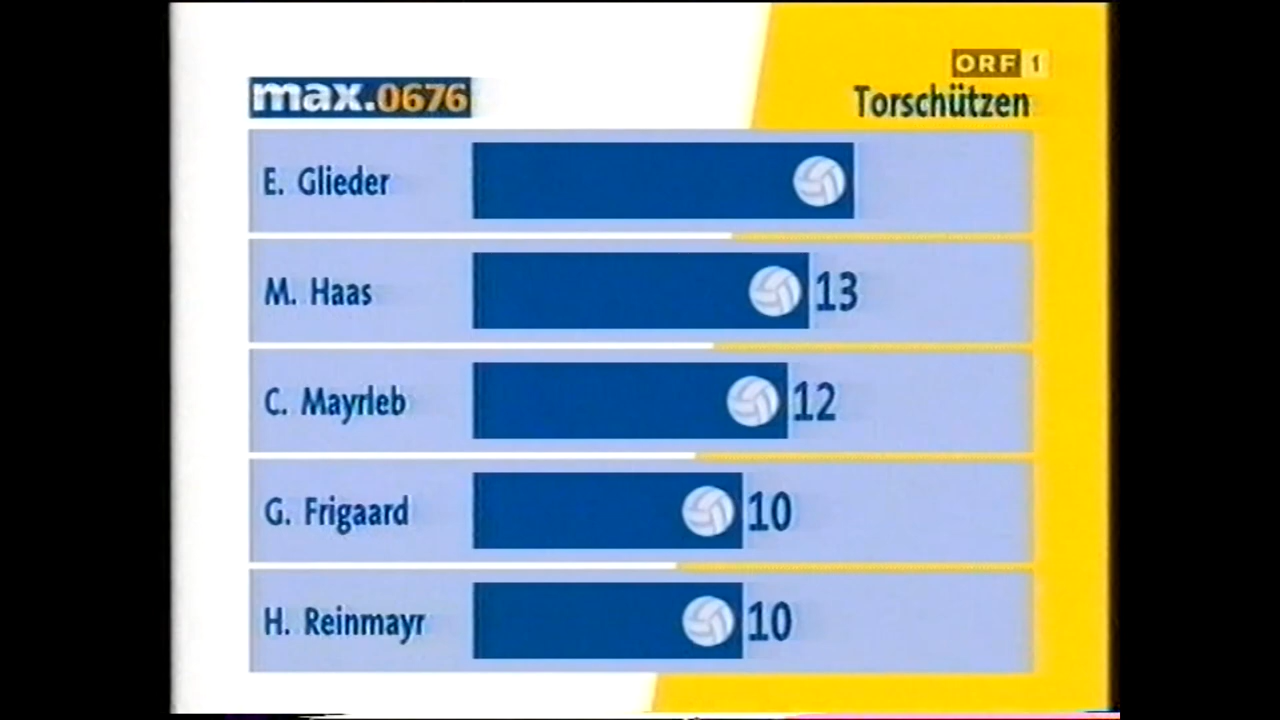 ORF 1
max.0676
Torschützen
E. Glieder
M. Haas 13
C. Mayrleb 12
G. Frigaard 10
H. Reinmayr 10